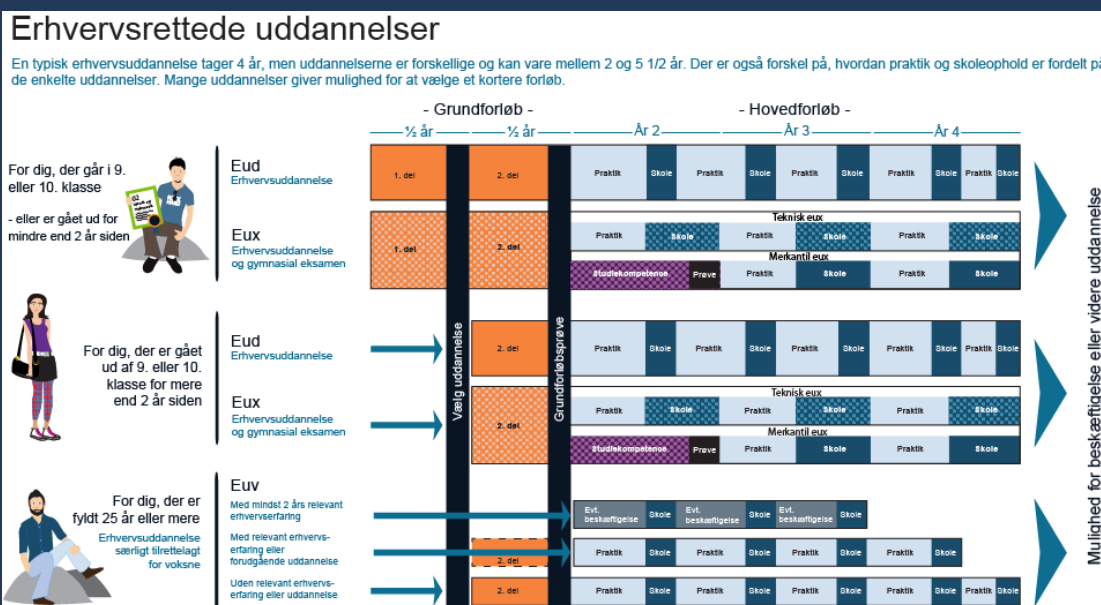 Erhvervsrettede uddannelser
En typisk erhvervsuddannelse tager 4 år, men uddannelserne er forskellige og kan vare mellem 2 og 5 1/2 år. Der er også forskel på, hvordan praktik og skoleophold er fordelt på
de enkelte uddannelser. Mange uddannelser giver mulighed for at vælge et kortere forløb.
- Grundforløb -
- Hovedforløb -
½ år
½ år
År 2
År 3
År 4
For dig, der går i 9.
eller 10. klasse
- eller er gået ud for
mindre end 2 år siden
Eud
Erhvervsuddannelse
1. del
2. del
Praktik Skole Praktik Skole Praktik Skole Praktik Skole Praktik Skole
Eux
Erhvervsuddannelse
og gymnasial eksamen
1. del
2. del
Teknisk eux
Praktik Skole Praktik Skole Praktik Skole
Merkantil eux
Studiekompetence Prøve Praktik Skole Praktik Skole
Vælg uddannelse
Grundforløbsprøve
For dig, der er gået
ud af 9. eller 10.
klasse for mere
end 2 år siden
Eud
Erhvervsuddannelse
2. del
Praktik Skole Praktik Skole Praktik Skole Praktik Skole Praktik Skole
Eux
Erhvervsuddannelse
og gymnasial eksamen
2. del
Teknisk eux
Praktik Skole Praktik Skole Praktik Skole
Merkantil eux
Studiekompetence Prøve Praktik Skole Praktik Skole
For dig, der er
fyldt 25 år eller mere
Erhvervsuddannelse
særligt tilrettelagt
for voksne
Euv
Med mindst 2 års relevant
erhvervserfaring
Evt.
beskæftigelse
Skole
Evt.
beskæftigelse
Skole
Evt.
beskæftigelse
Skole
Med relevant erhvervs-
erfaring eller
forudgående uddannelse
2. del
Praktik Skole Praktik Skole Praktik Skole Praktik Skole
Uden relevant erhvervs-
erfaring eller uddannelse
2. del
Praktik Skole Praktik Skole Praktik Skole Praktik Skole Praktik Skole
Mulighed for beskæftigelse eller videre uddannelse